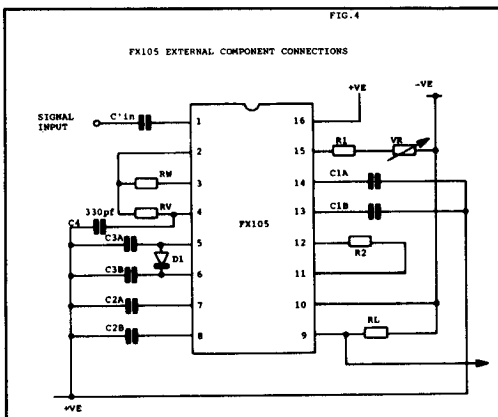 FIG.4
FX105 EXTERNAL COMPONENT CONNECTIONS
+VE
-VE
SIGNAL
INPUT
C'in
1
16
2
15
R1
VR
RW
3
14
C1A
330pf
RV
4
13
C1B
C4
FX105
C3A
5
12
D1
R2
C3B
6
11
C2A
7
10
C2B
8
9
RL
+VE